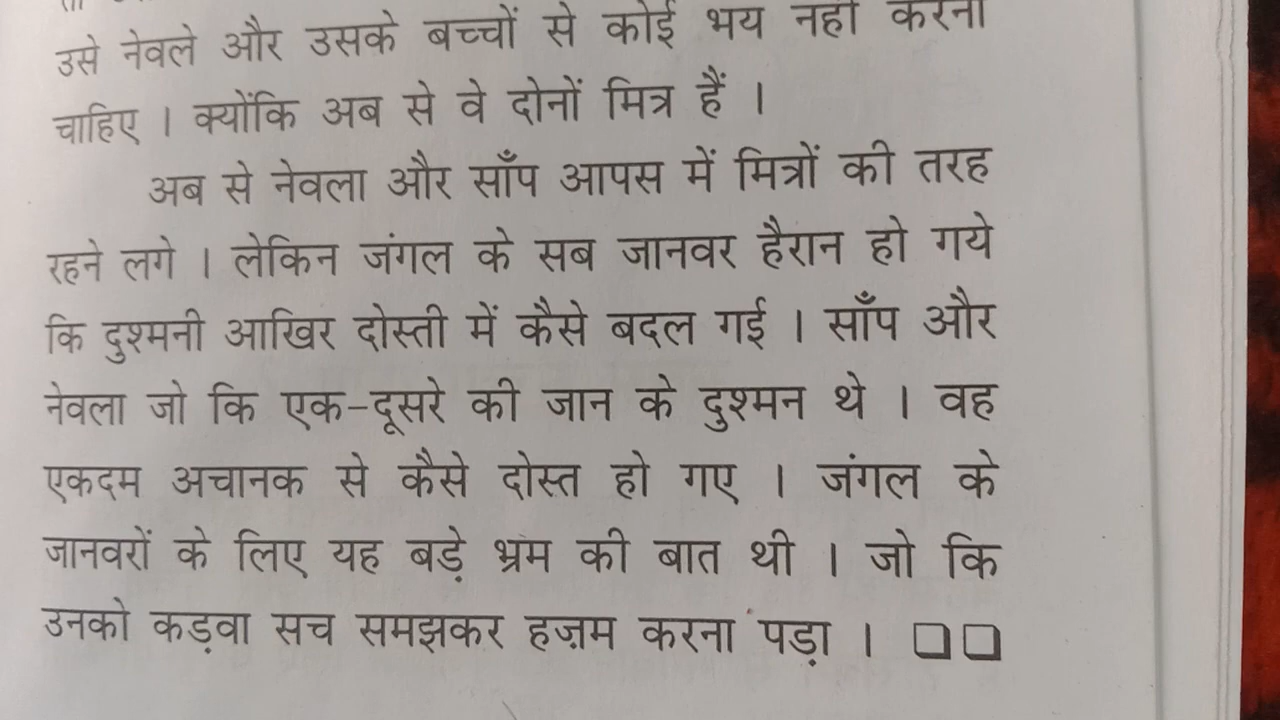 उसे नेवले और उसके बच्चों से कोई भय नहीं करना
चाहिए । क्योंकि अब से वे दोनों मित्र हैं ।
अब से नेवला और साँप आपस में मित्रों की तरह
रहने लगे । लेकिन जंगल के सब जानवर हैरान हो गये
कि दुश्मनी आखिर दोस्ती में कैसे बदल गई । साँप और
नेवला जो कि एक-दूसरे की जान के दुश्मन थे । वह
एकदम अचानक से कैसे दोस्त हो गए । जंगल के
जानवरों के लिए यह बड़े भ्रम की बात थी । जो कि
उनको कड़वा सच समझकर हज़म करना पड़ा । □□